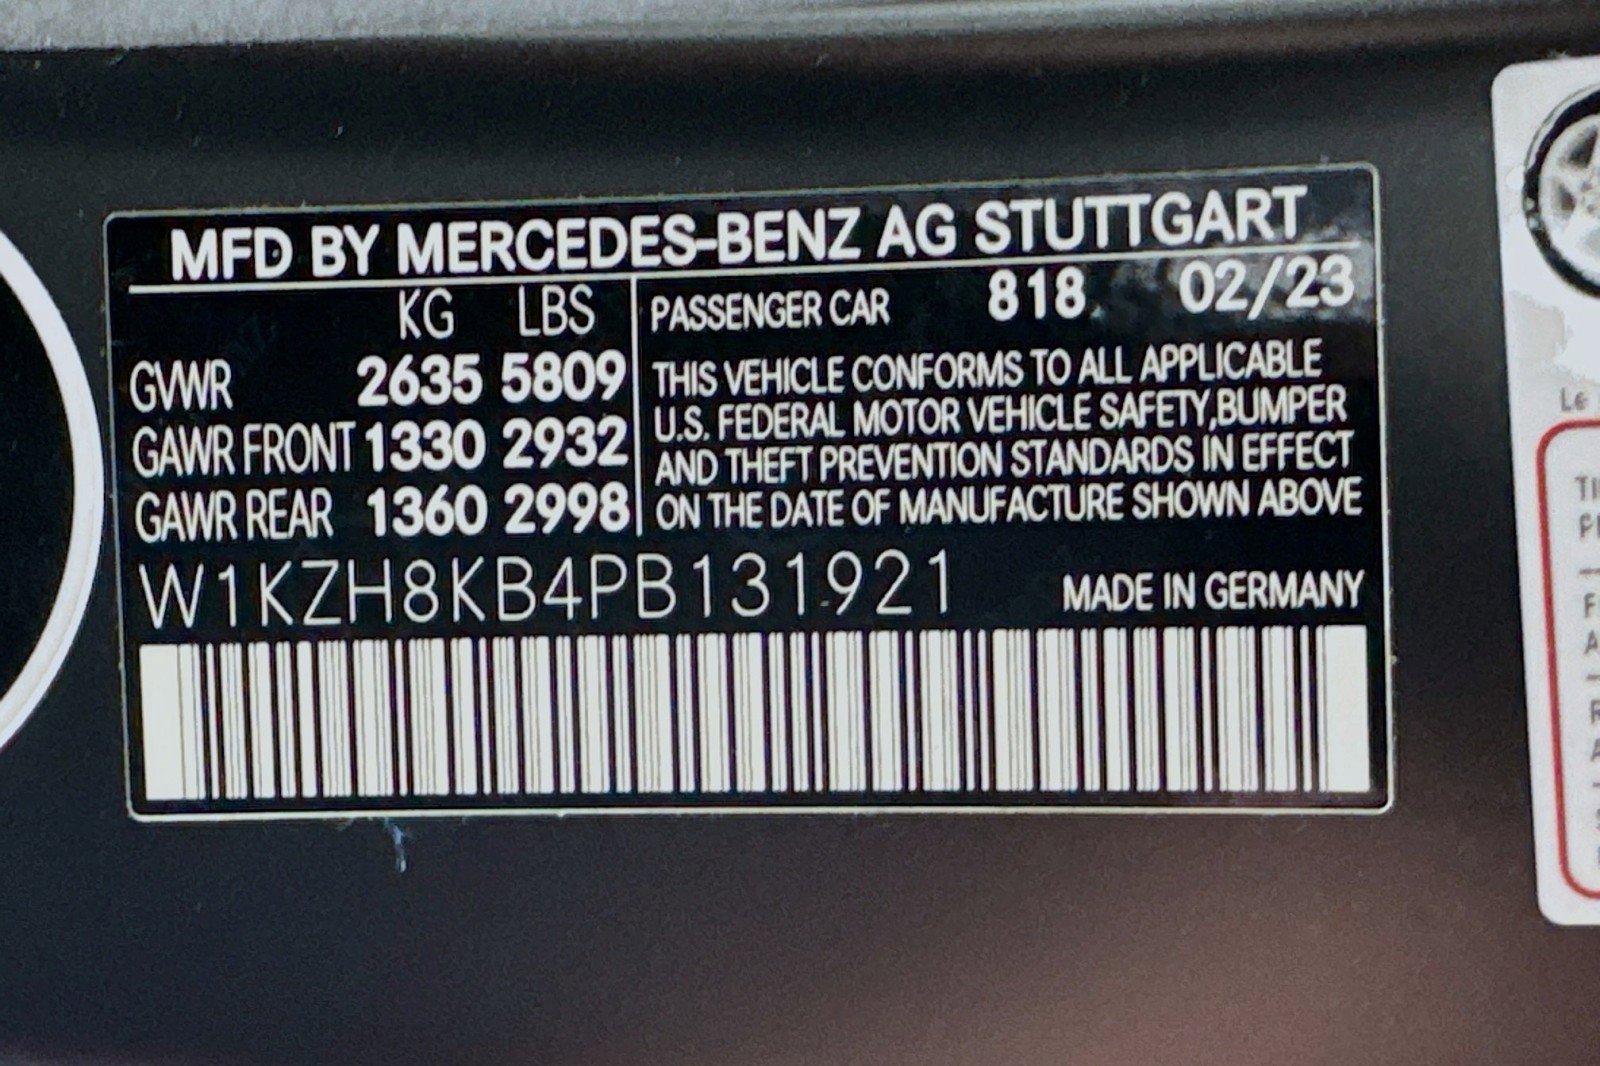 MFD BY MERCEDES-BENZ AG STUTTGART
KG LBS
GVWR 2635 5809
GAWR FRONT 1330 2932
GAWR REAR 1360 2998
PASSENGER CAR 818 02/23
THIS VEHICLE CONFORMS TO ALL APPLICABLE
U.S. FEDERAL MOTOR VEHICLE SAFETY,BUMPER
AND THEFT PREVENTION STANDARDS IN EFFECT
ON THE DATE OF MANUFACTURE SHOWN ABOVE
W1KZH8KB4PB131921
MADE IN GERMANY